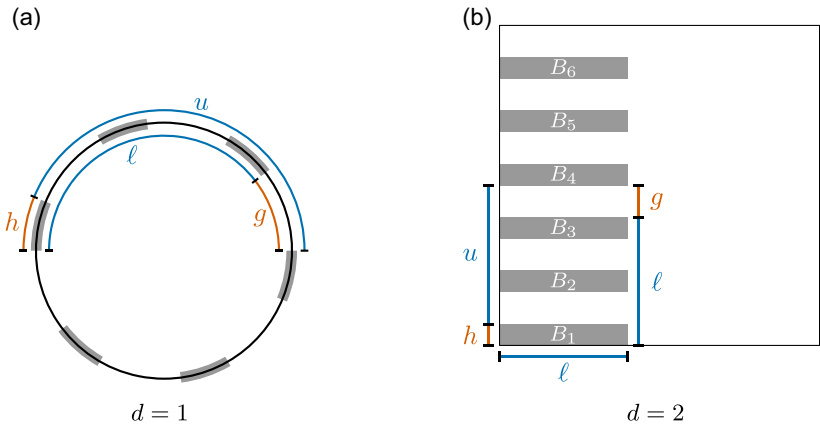 (a)
u
ℓ
h
g
d = 1
(b)
B₆
B₅
B₄
g
B₃
u
ℓ
B₂
h
B₁
ℓ
d = 2